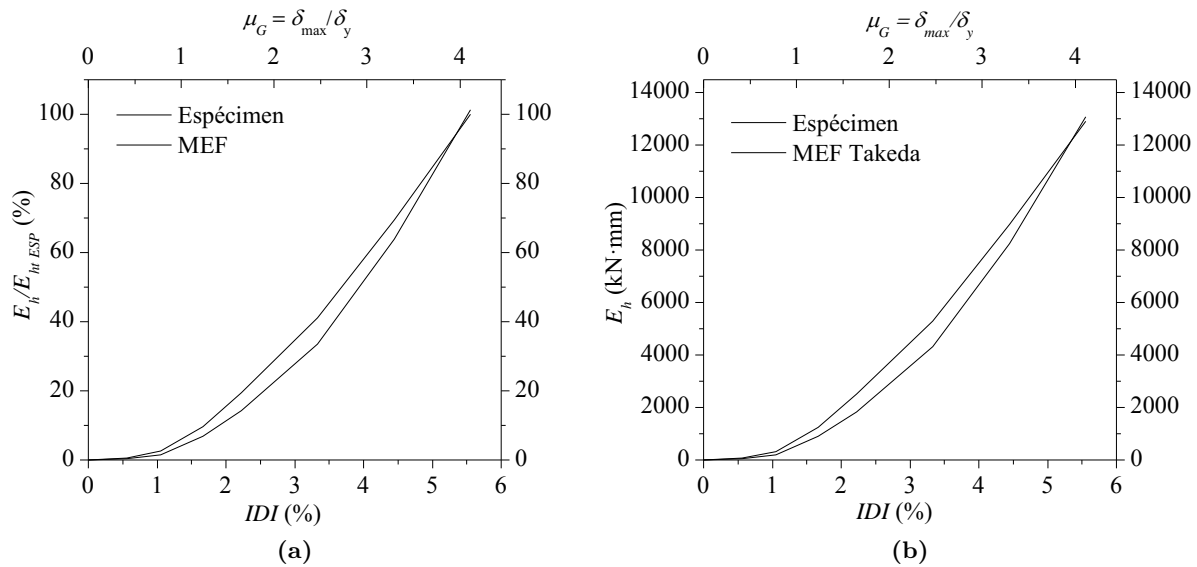 μ_G = δ_max/δ_y
0 1 2 3 4
E_h/E_ht ESP (%)
100
80
60
40
20
0
Espécimen
MEF
100
80
60
40
20
0
0 1 2 3 4 5 6
IDI (%)
(a)
μ_G = δ_max/δ_y
0 1 2 3 4
E_h (kN·mm)
14000
12000
10000
8000
6000
4000
2000
0
Espécimen
MEF Takeda
14000
12000
10000
8000
6000
4000
2000
0
0 1 2 3 4 5 6
IDI (%)
(b)